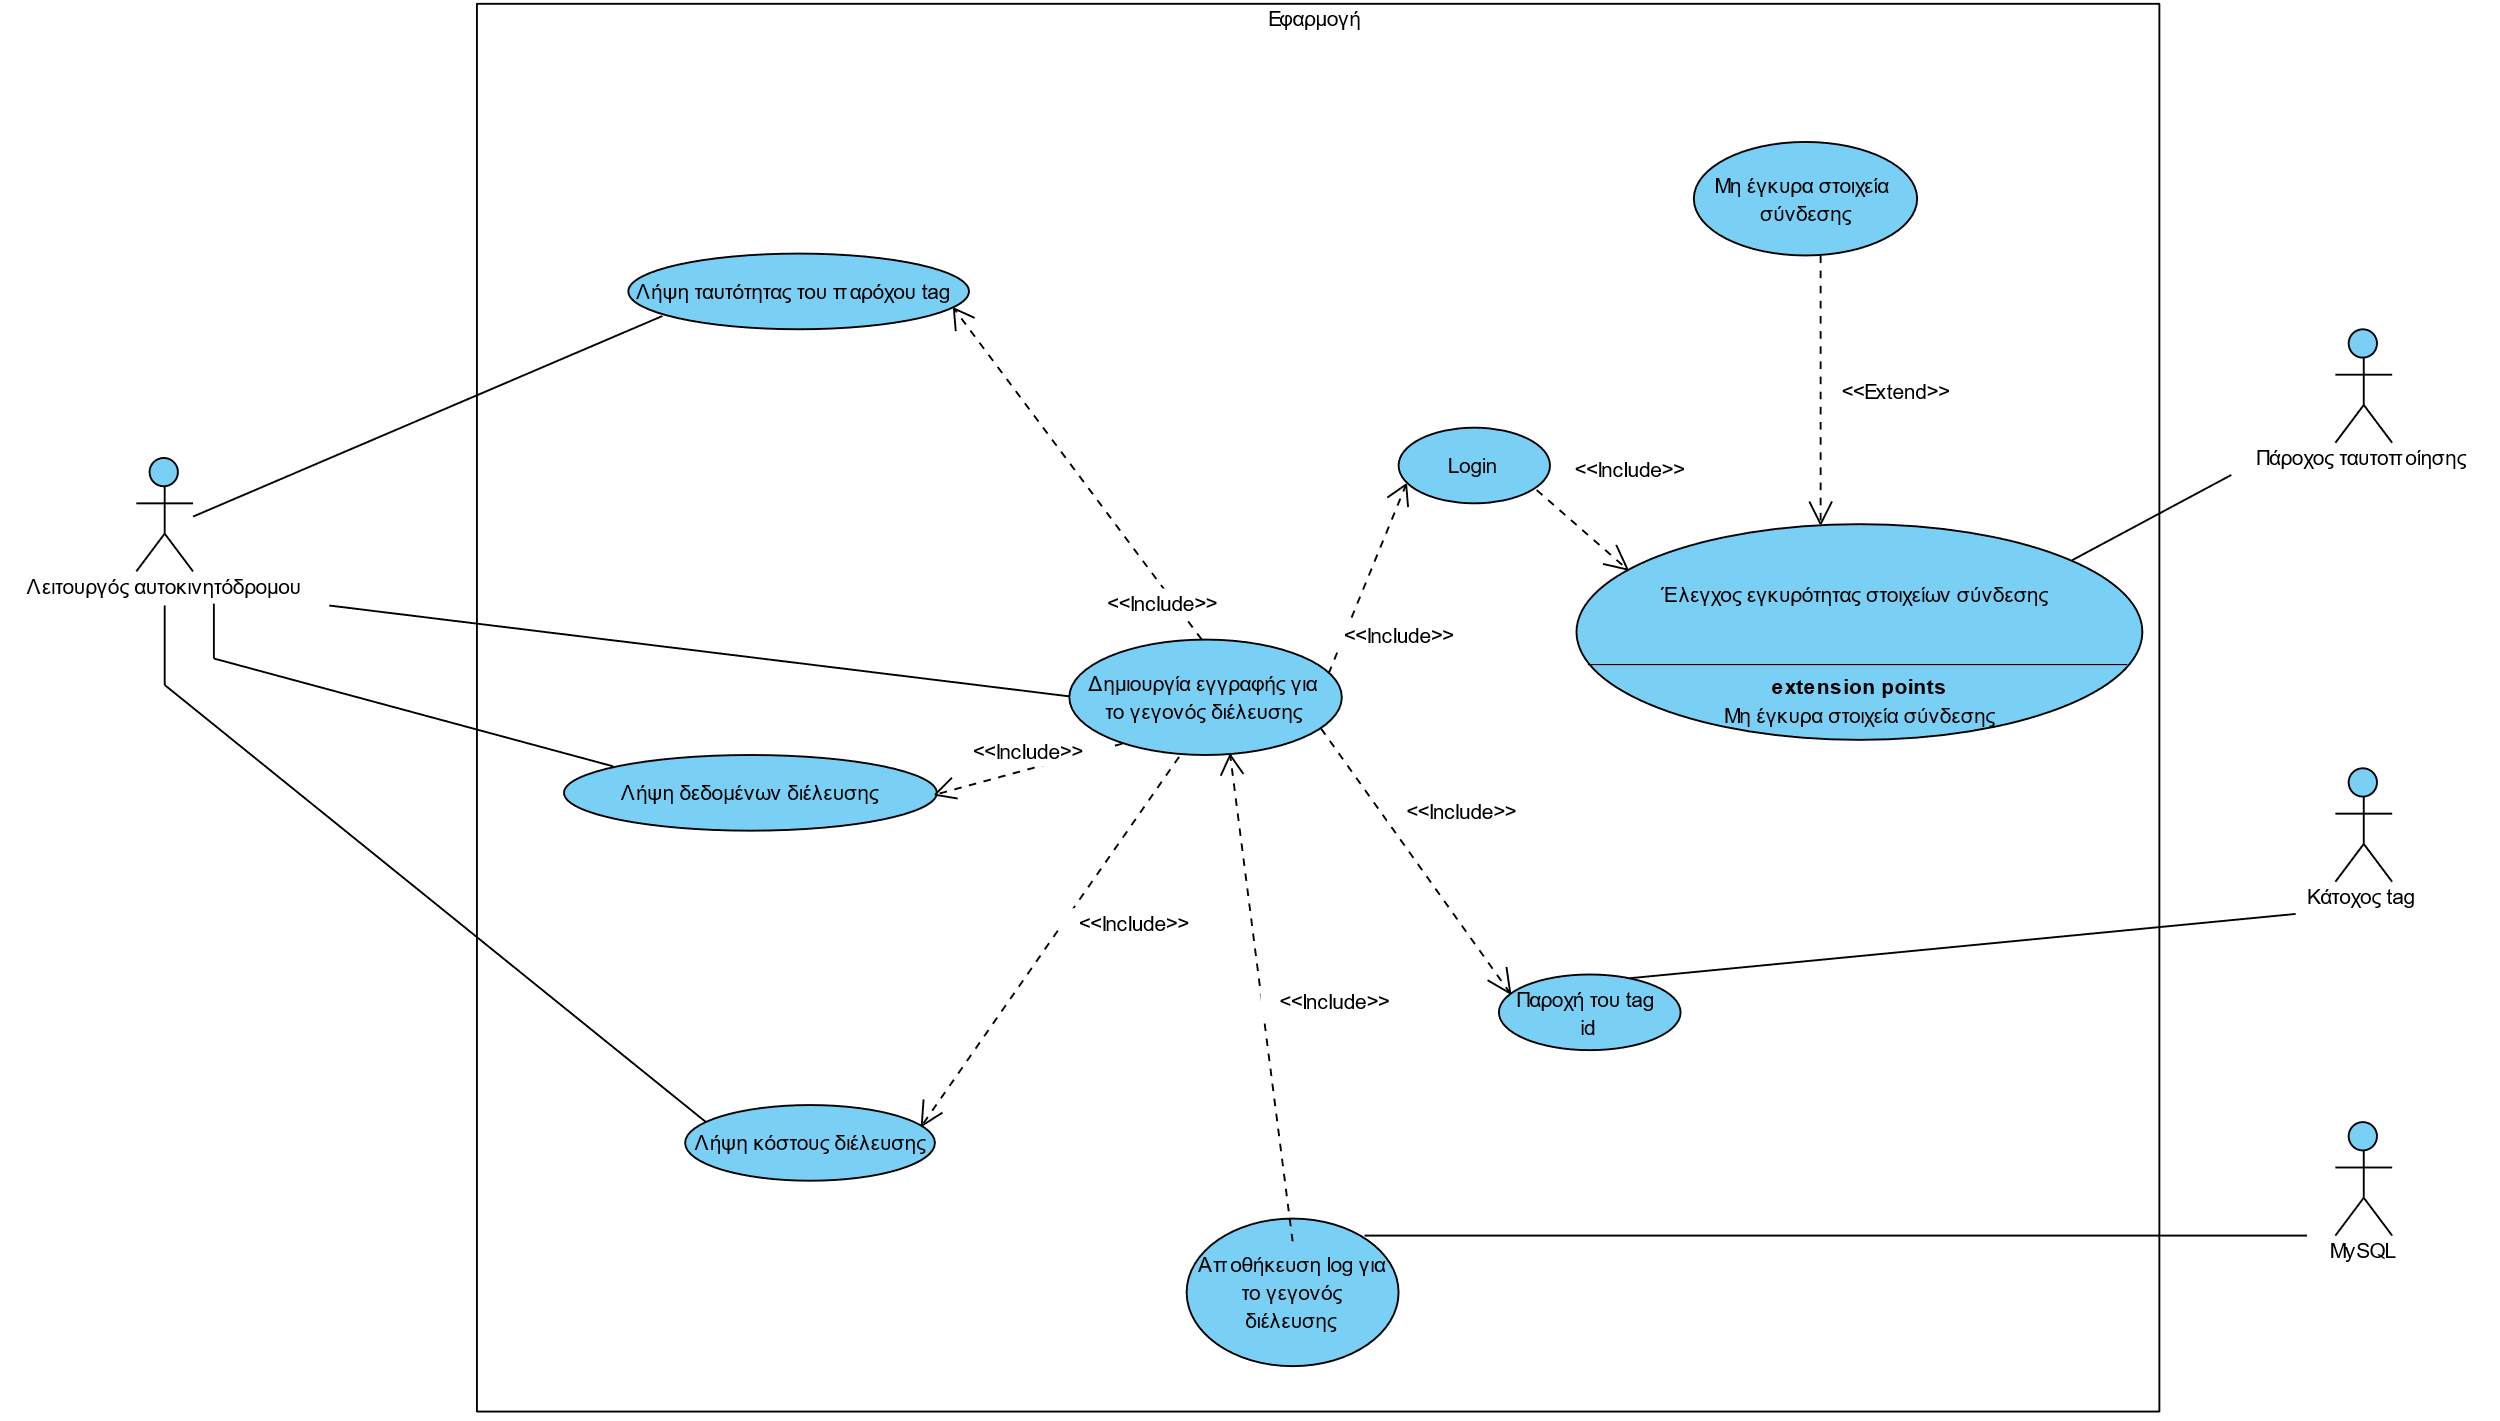 Εφαρμογή
Μη έγκυρα στοιχεία
σύνδεσης
Λήψη ταυτότητας του παρόχου tag
<<Extend>>
Login
<<Include>>
Πάροχος ταυτοποίησης
Λειτουργός αυτοκινητόδρομου
<<Include>>
<<Include>>
Έλεγχος εγκυρότητας στοιχείων σύνδεσης
extension points
Μη έγκυρα στοιχεία σύνδεσης
Δημιουργία εγγραφής για
το γεγονός διέλευσης
<<Include>>
Λήψη δεδομένων διέλευσης
<<Include>>
Κάτοχος tag
<<Include>>
<<Include>>
Παροχή του tag
id
Λήψη κόστους διέλευσης
Αποθήκευση log για
το γεγονός
διέλευσης
MySQL